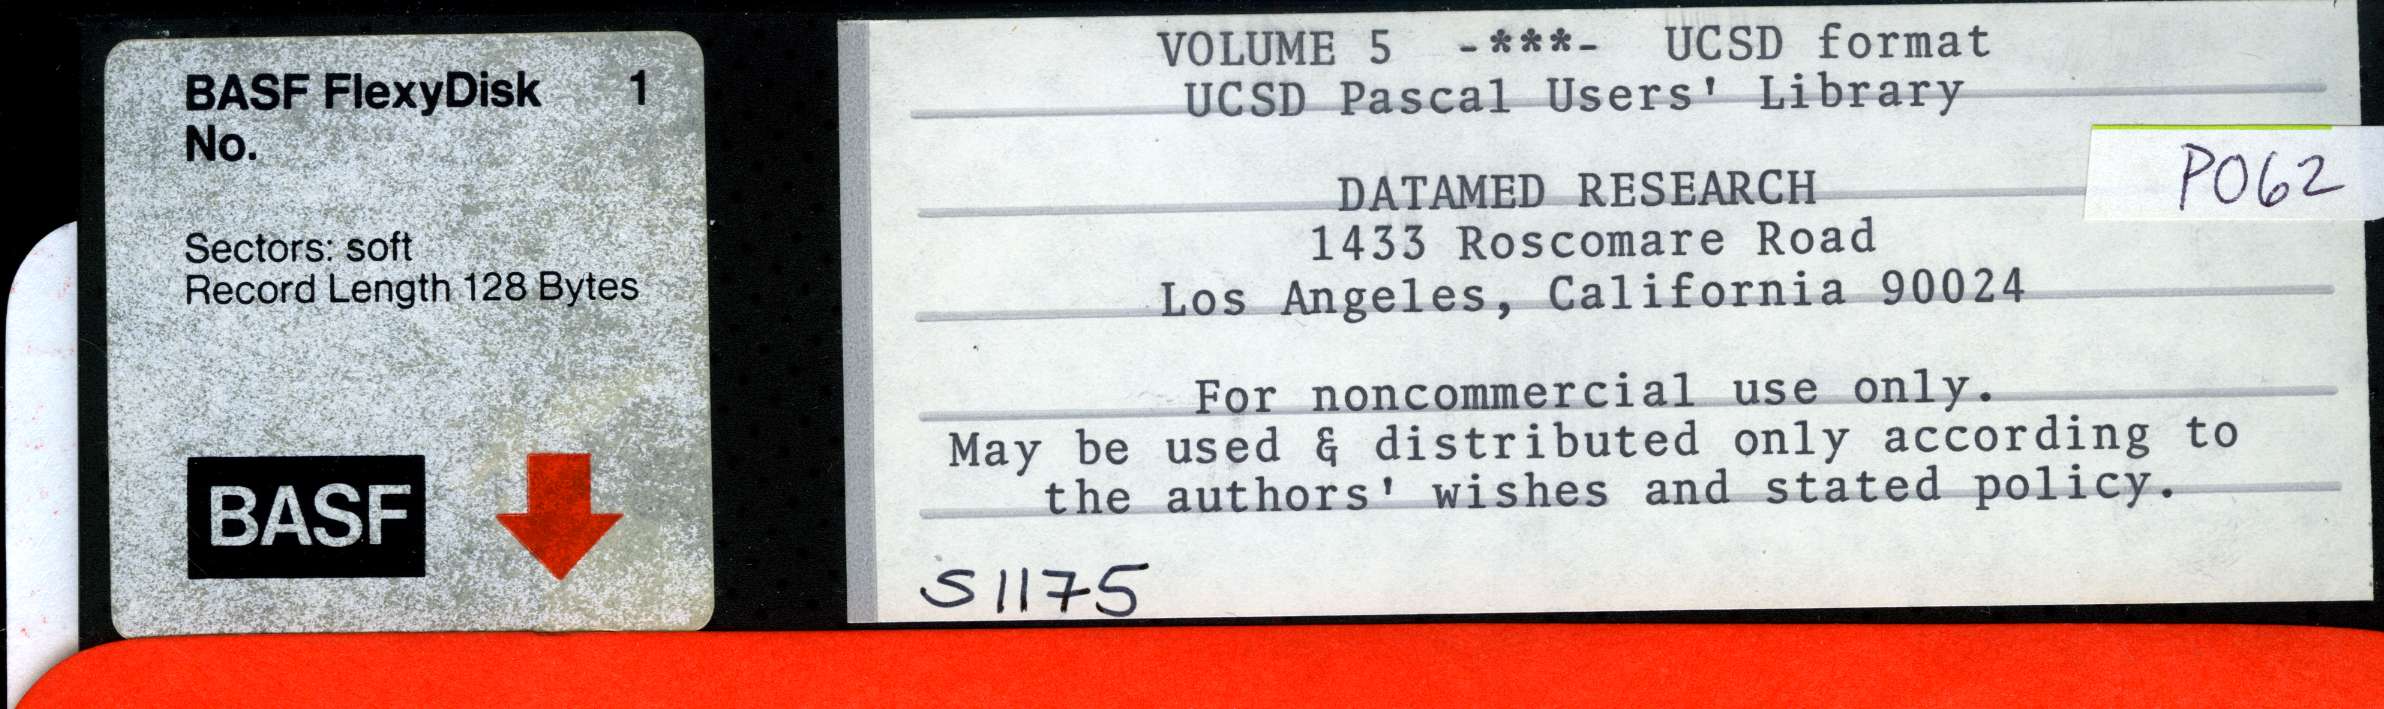 BASF FlexyDisk 1
No.
Sectors: soft
Record Length 128 Bytes
BASF
VOLUME 5 -***- UCSD format
UCSD Pascal Users' Library
DATAMED RESEARCH
1433 Roscomare Road
Los Angeles, California 90024
For noncommercial use only.
May be used & distributed only according to
the authors' wishes and stated policy.
S1175
P062